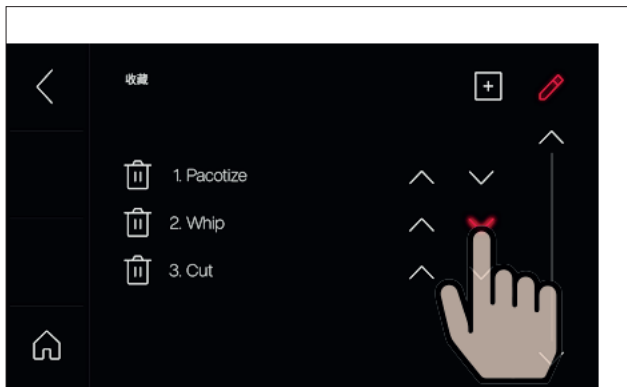 收藏
1. Pacotize
2. Whip
3. Cut